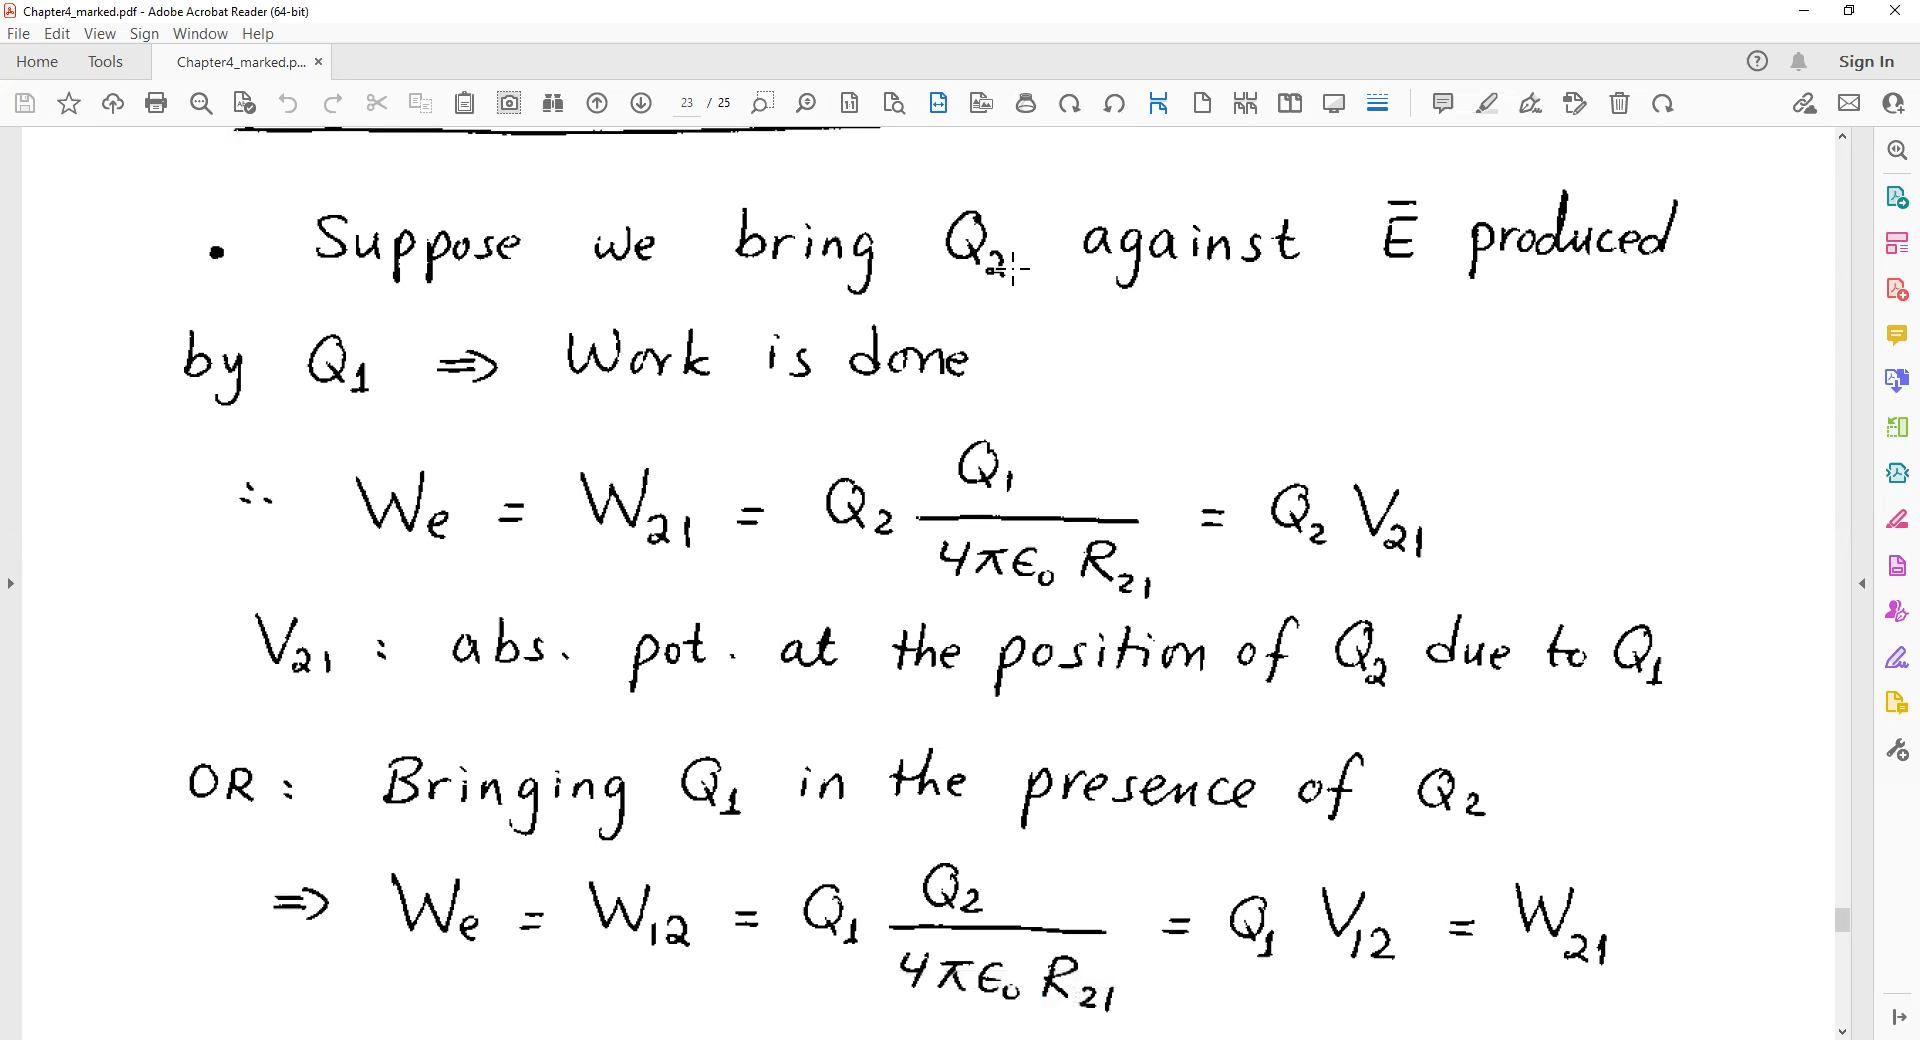 Chapter4_marked.pdf - Adobe Acrobat Reader (64-bit)
File Edit View Sign Window Help
Home Tools Chapter4_marked.p... × Sign In
23 / 25
• Suppose we bring Q₂ against E̅ produced
by Q₁ ⇒ Work is done
∴ We = W₂₁ = Q₂ Q₁ / (4πε₀ R₂₁) = Q₂ V₂₁
V₂₁ : abs. pot. at the position of Q₂ due to Q₁
OR : Bringing Q₁ in the presence of Q₂
⇒ We = W₁₂ = Q₁ Q₂ / (4πε₀ R₂₁) = Q₁ V₁₂ = W₂₁